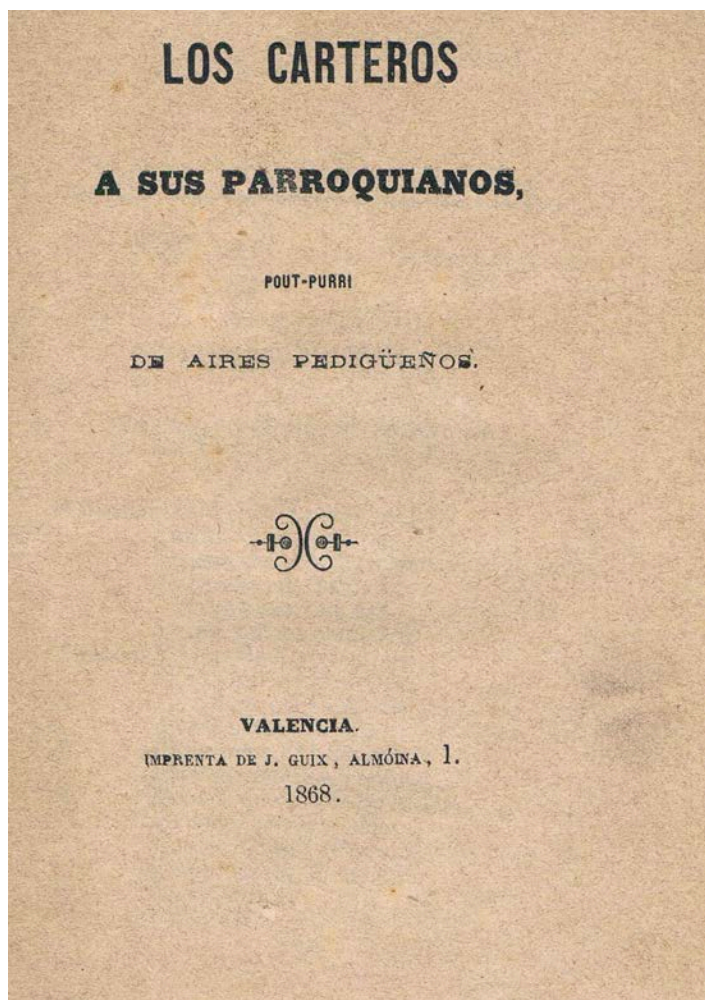 LOS CARTEROS
A SUS PARROQUIANOS,
POUT-PURRI
DE AIRES PEDIGÜEÑOS.
VALENCIA.
IMPRENTA DE J. GUIX, ALMÓINA, 1.
1868.